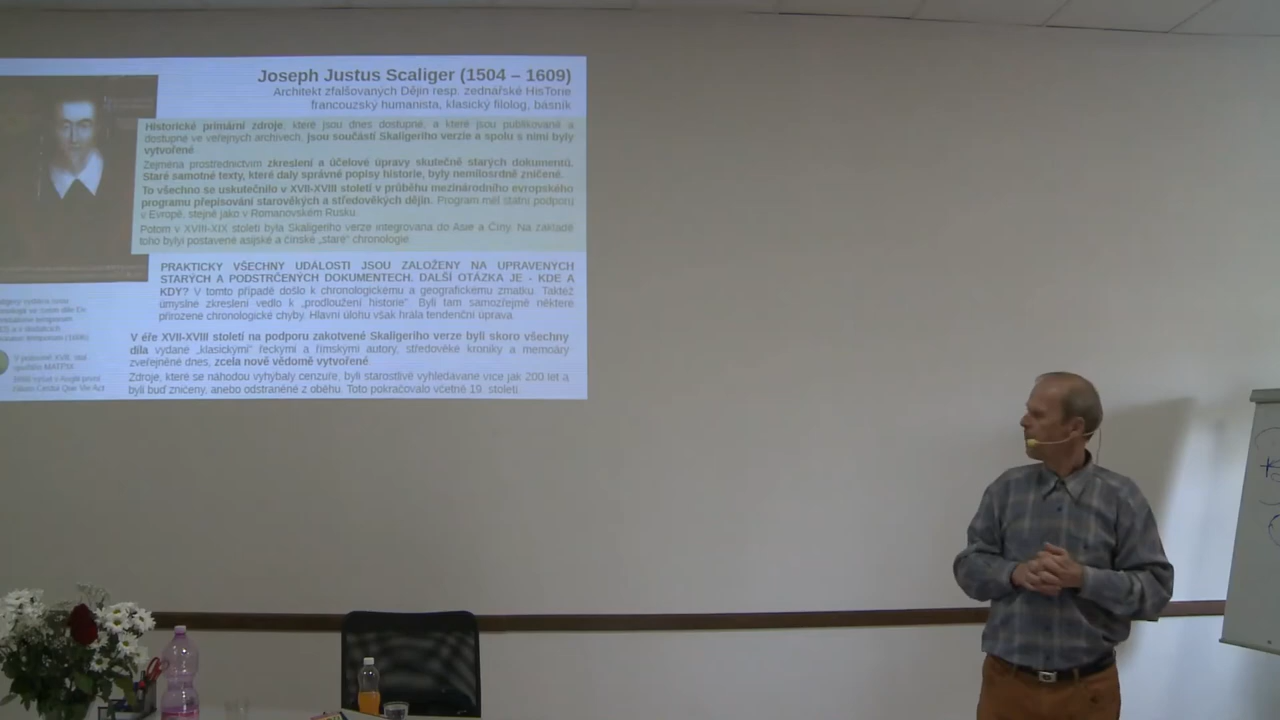 Joseph Justus Scaliger (1504 – 1609)
Architekt zfalšovaných Dějin resp. zednářské HisTorie
francouzský humanista, klasický filolog, básník
Historické primární zdroje, které jsou dnes dostupné, a které jsou publikované a
dostupné ve veřejných archivech, jsou součástí Skaligeriho verzie a spolu s nimi byly
vytvořené.
Zejména prostřednictvim zkreslení a účelové úpravy skutečně starých dokumentů.
Staré samotné texty, které daly správné popisy historie, byly nemilosrdně zničené.
To všechno se uskutečnilo v XVII-XVIII století v průběhu mezinárodního evropského
programu přepisování starověkých a středověkých dějin. Program měl státní podporu
v Evropě, stejně jako v Romanovském Rusku.
Potom v XVIII-XIX století byla Skaligeriho verze integrována do Asie a Číny. Na základě
toho bylyi postavené asijské a čínské „staré“ chronologie.
PRAKTICKY VŠECHNY UDÁLOSTI JSOU ZALOŽENY NA UPRAVENÝCH
STARÝCH A PODSTRČENÝCH DOKUMENTECH. DALŠÍ OTÁZKA JE - KDE A
KDY? V tomto případě došlo k chronologickému a geografickému zmatku. Taktéž
úmyslné zkreslení vedlo k „prodloužení historie“. Byli tam samozřejmě některé
přirozené chronologické chyby. Hlavní úlohu však hrála tendenční úprava.
V éře XVII-XVIII století na podporu zakotvené Skaligeriho verze byli skoro všechny
díla vydané „klasickými“ řeckými a římskymi autory, středověké kroniky a memoáry
zveřejněné dnes, zcela nově vědomě vytvořené.
Zdroje, které se náhodou vyhýbaly cenzuře, byli starostlivě vyhledávané více jak 200 let a
byli buď zničeny, anebo odstraněné z oběhu. Toto pokračovalo včetně 19. století.